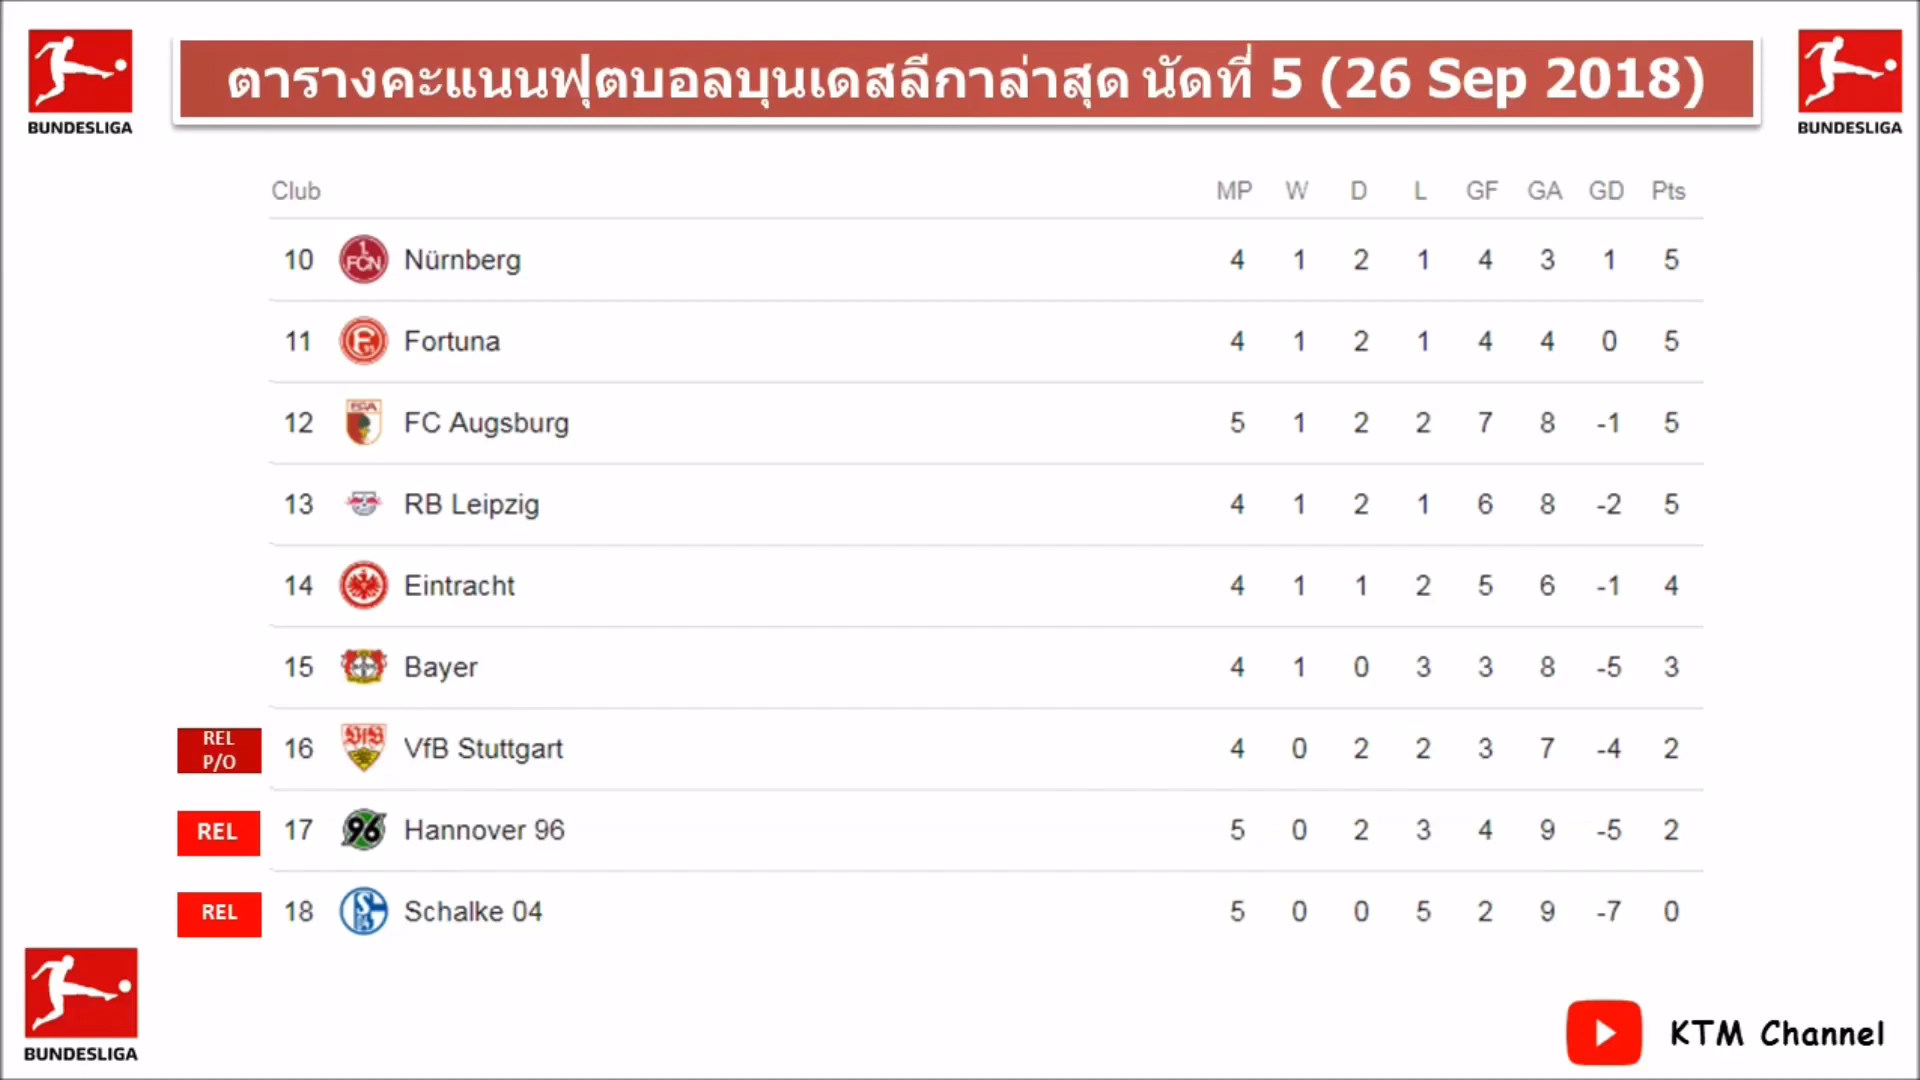 ตารางคะแนนฟุตบอลบุนเดสลีกาล่าสุด นัดที่ 5 (26 Sep 2018)
BUNDESLIGA
BUNDESLIGA
Club MP W D L GF GA GD Pts
10 1. FCN Nürnberg 4 1 2 1 4 3 1 5
11 F 95 Fortuna 4 1 2 1 4 4 0 5
12 FCA FC Augsburg 5 1 2 2 7 8 -1 5
13 RB Leipzig 4 1 2 1 6 8 -2 5
14 Eintracht 4 1 1 2 5 6 -1 4
15 Bayer 4 1 0 3 3 8 -5 3
REL
P/O
16 VfB VfB Stuttgart 4 0 2 2 3 7 -4 2
REL 17 96 Hannover 96 5 0 2 3 4 9 -5 2
REL 18 S 04 Schalke 04 5 0 0 5 2 9 -7 0
BUNDESLIGA
KTM Channel